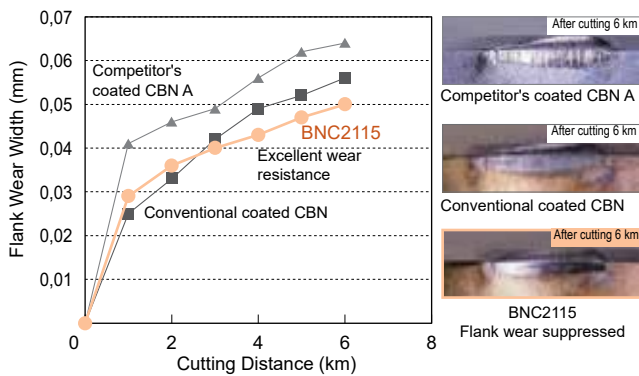 Flank Wear Width (mm)
0,07
0,06
0,05
0,04
0,03
0,02
0,01
0
Competitor's
coated CBN A
BNC2115
Excellent wear
resistance
Conventional coated CBN
0 2 4 6 8
Cutting Distance (km)
After cutting 6 km
Competitor's coated CBN A
After cutting 6 km
Conventional coated CBN
After cutting 6 km
BNC2115
Flank wear suppressed